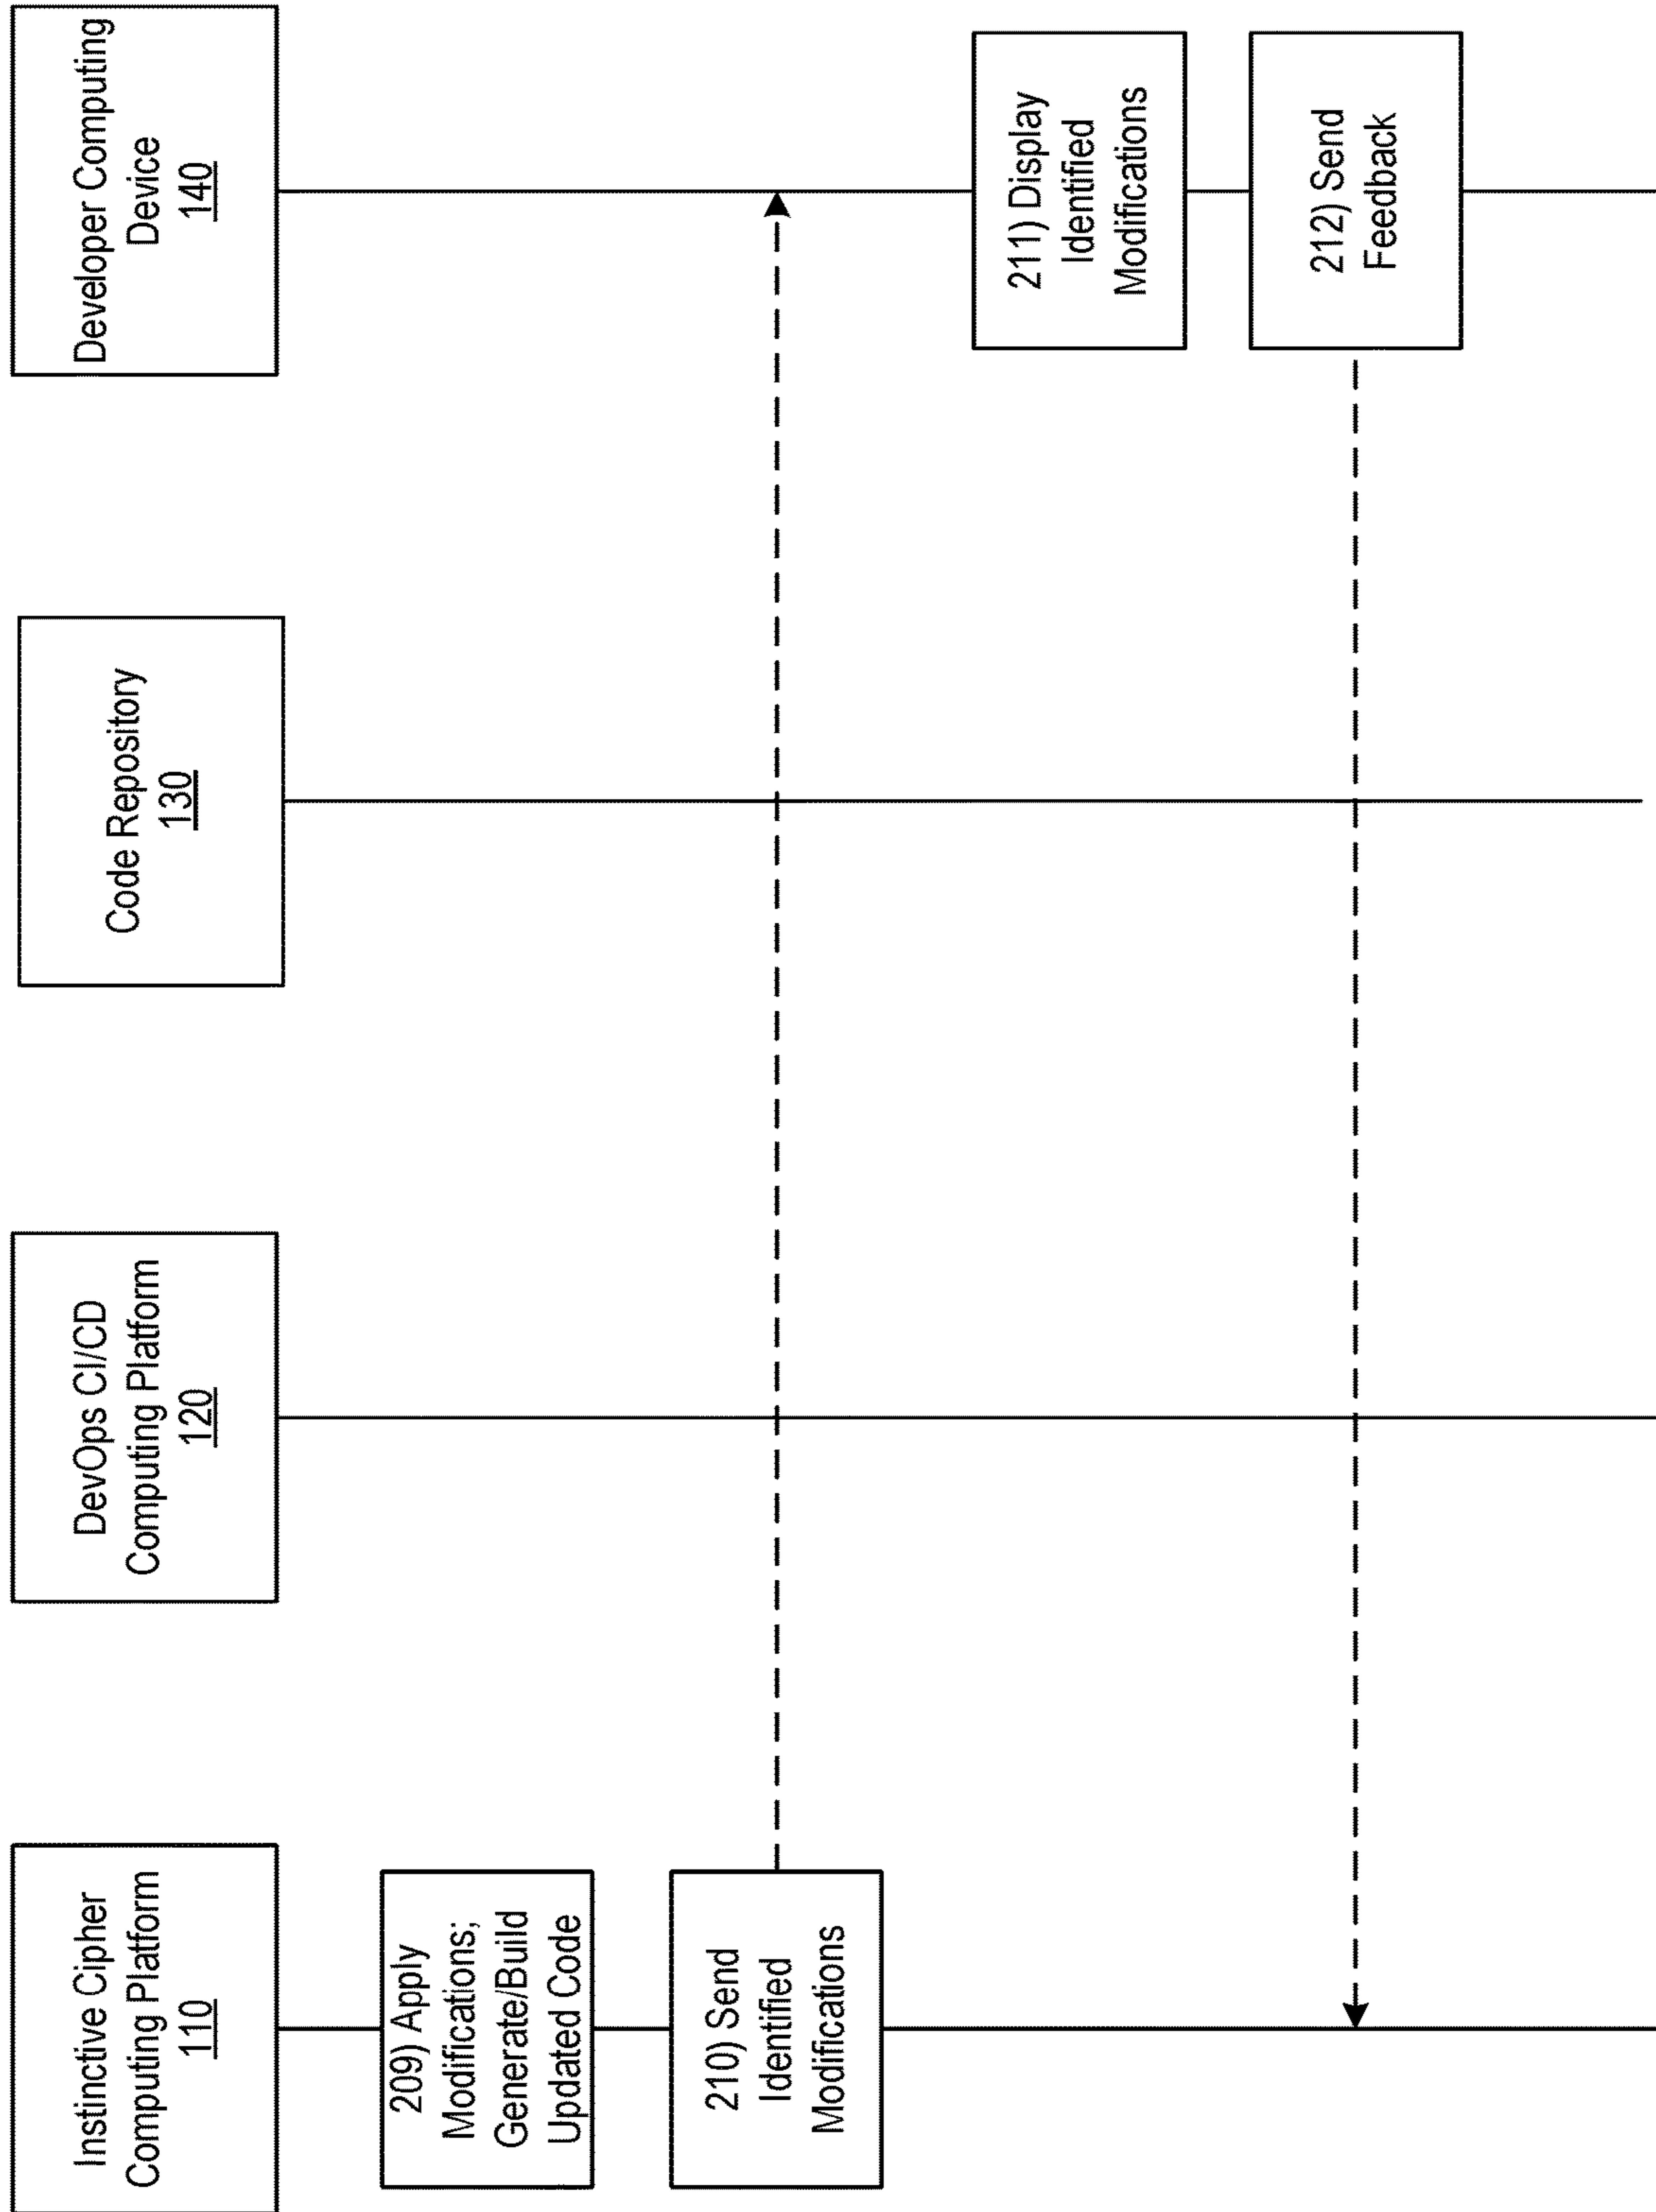 Instinctive Cipher
Computing Platform
110
DevOps CI/CD
Computing Platform
120
Code Repository
130
Developer Computing
Device
140
209) Apply
Modifications;
Generate/Build
Updated Code
210) Send
Identified
Modifications
211) Display
Identified
Modifications
212) Send
Feedback